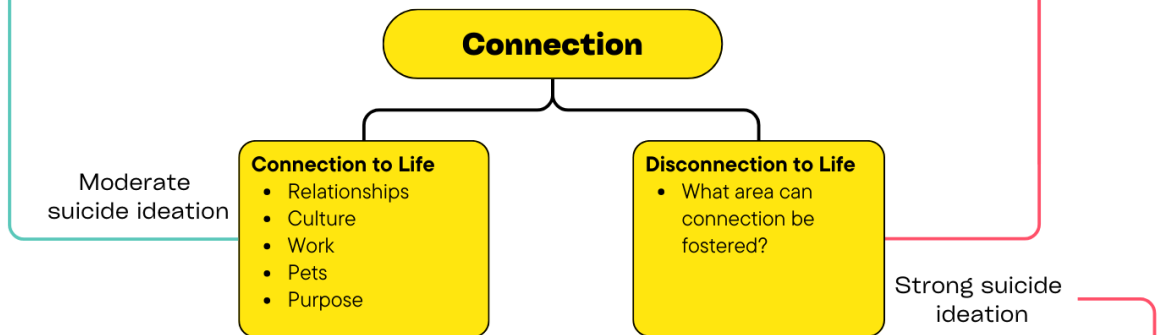 Connection
Moderate
suicide ideation
Connection to Life
• Relationships
• Culture
• Work
• Pets
• Purpose
Disconnection to Life
• What area can
connection be
fostered?
Strong suicide
ideation